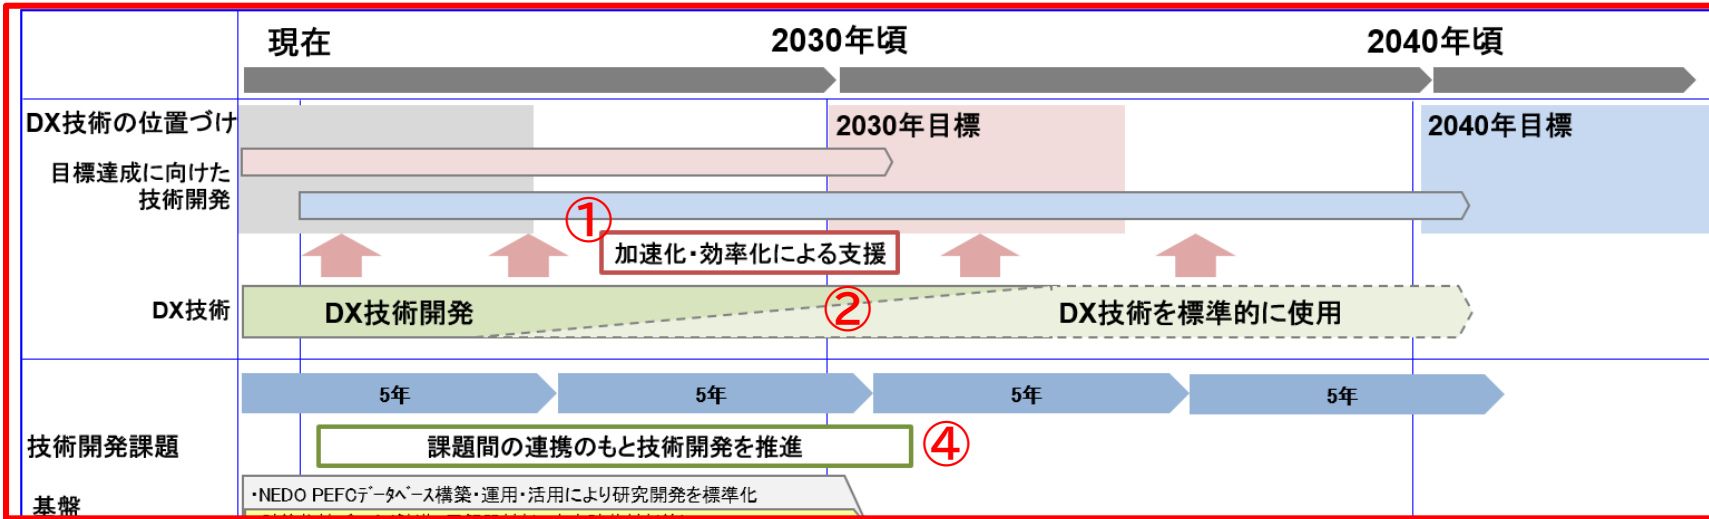 現在
2030年頃
2040年頃
DX技術の位置づけ
2030年目標
2040年目標
目標達成に向けた
技術開発
①
加速化・効率化による支援
DX技術
DX技術開発
②
DX技術を標準的に使用
5年
5年
5年
5年
技術開発課題
課題間の連携のもと技術開発を推進
④
基盤
・NEDO PEFCデータベース構築・運用・活用により研究開発を標準化